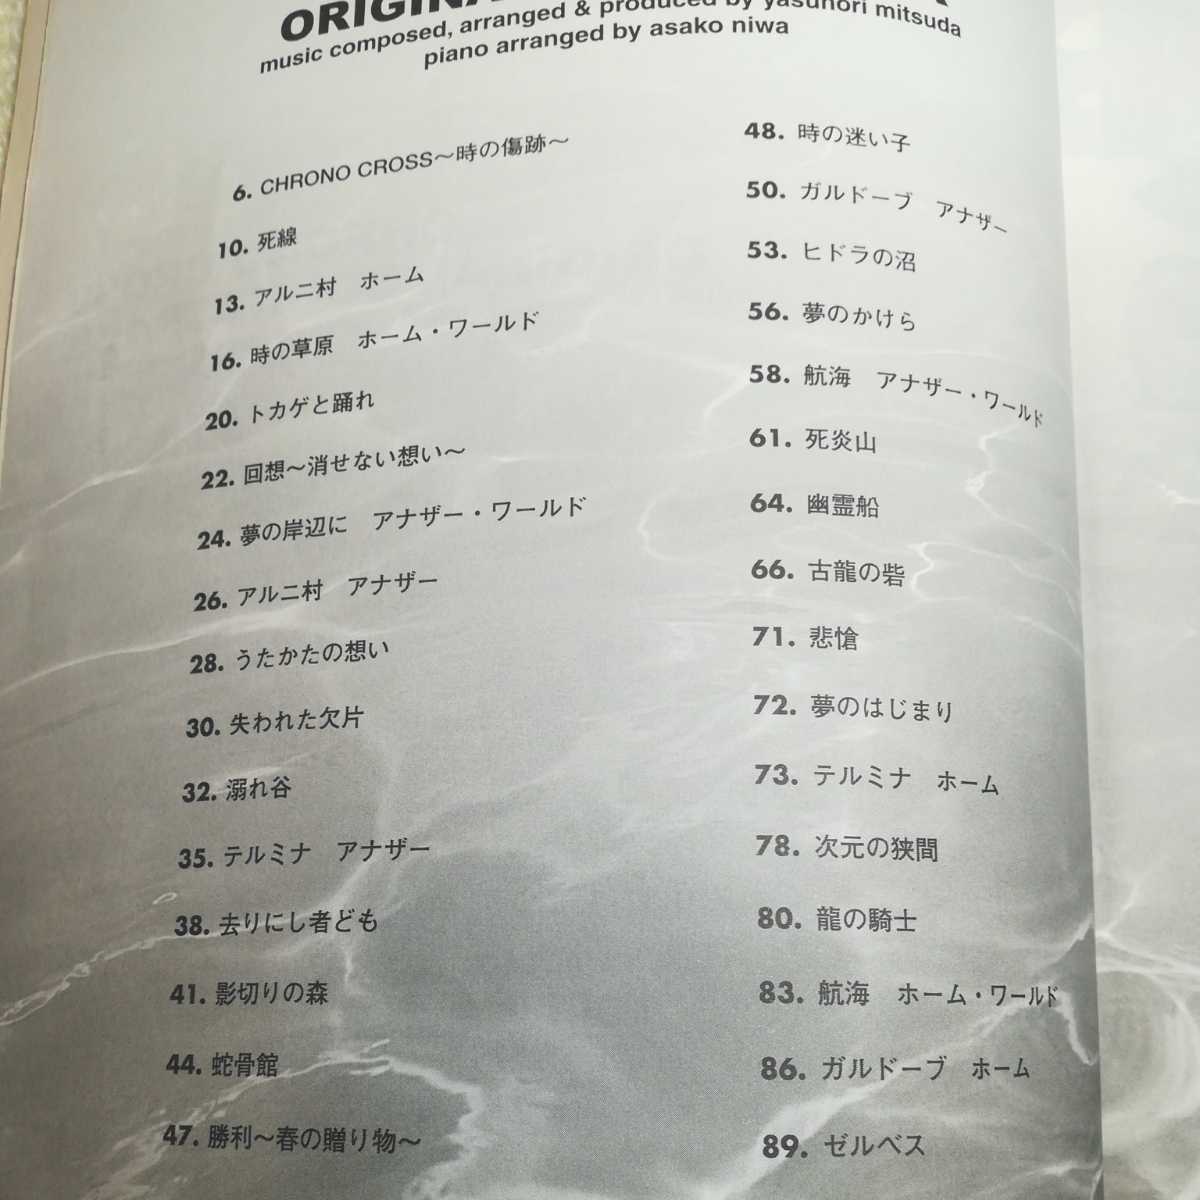 music composed, arranged & produced by yasunori mitsuda
piano arranged by asako niwa
6. CHRONO CROSS～時の傷跡～
10. 死線
13. アルニ村　ホーム
16. 時の草原　ホーム・ワールド
20. トカゲと踊れ
22. 回想～消せない想い～
24. 夢の岸辺に　アナザー・ワールド
26. アルニ村　アナザー
28. うたかたの想い
30. 失われた欠片
32. 溺れ谷
35. テルミナ　アナザー
38. 去りにし者ども
41. 影切りの森
44. 蛇骨館
47. 勝利～春の贈り物～
48. 時の迷い子
50. ガルドーブ　アナザー
53. ヒドラの沼
56. 夢のかけら
58. 航海　アナザー・ワールド
61. 死炎山
64. 幽霊船
66. 古龍の砦
71. 悲愴
72. 夢のはじまり
73. テルミナ　ホーム
78. 次元の狭間
80. 龍の騎士
83. 航海　ホーム・ワールド
86. ガルドーブ　ホーム
89. ゼルベス